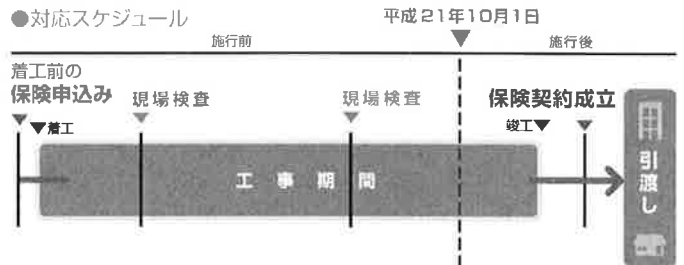 ●対応スケジュール
平成21年10月1日
▼
施行前
施行後
着工前の
保険申込み
現場検査
現場検査
保険契約成立
▼着工
竣工▼
工事期間
引渡し